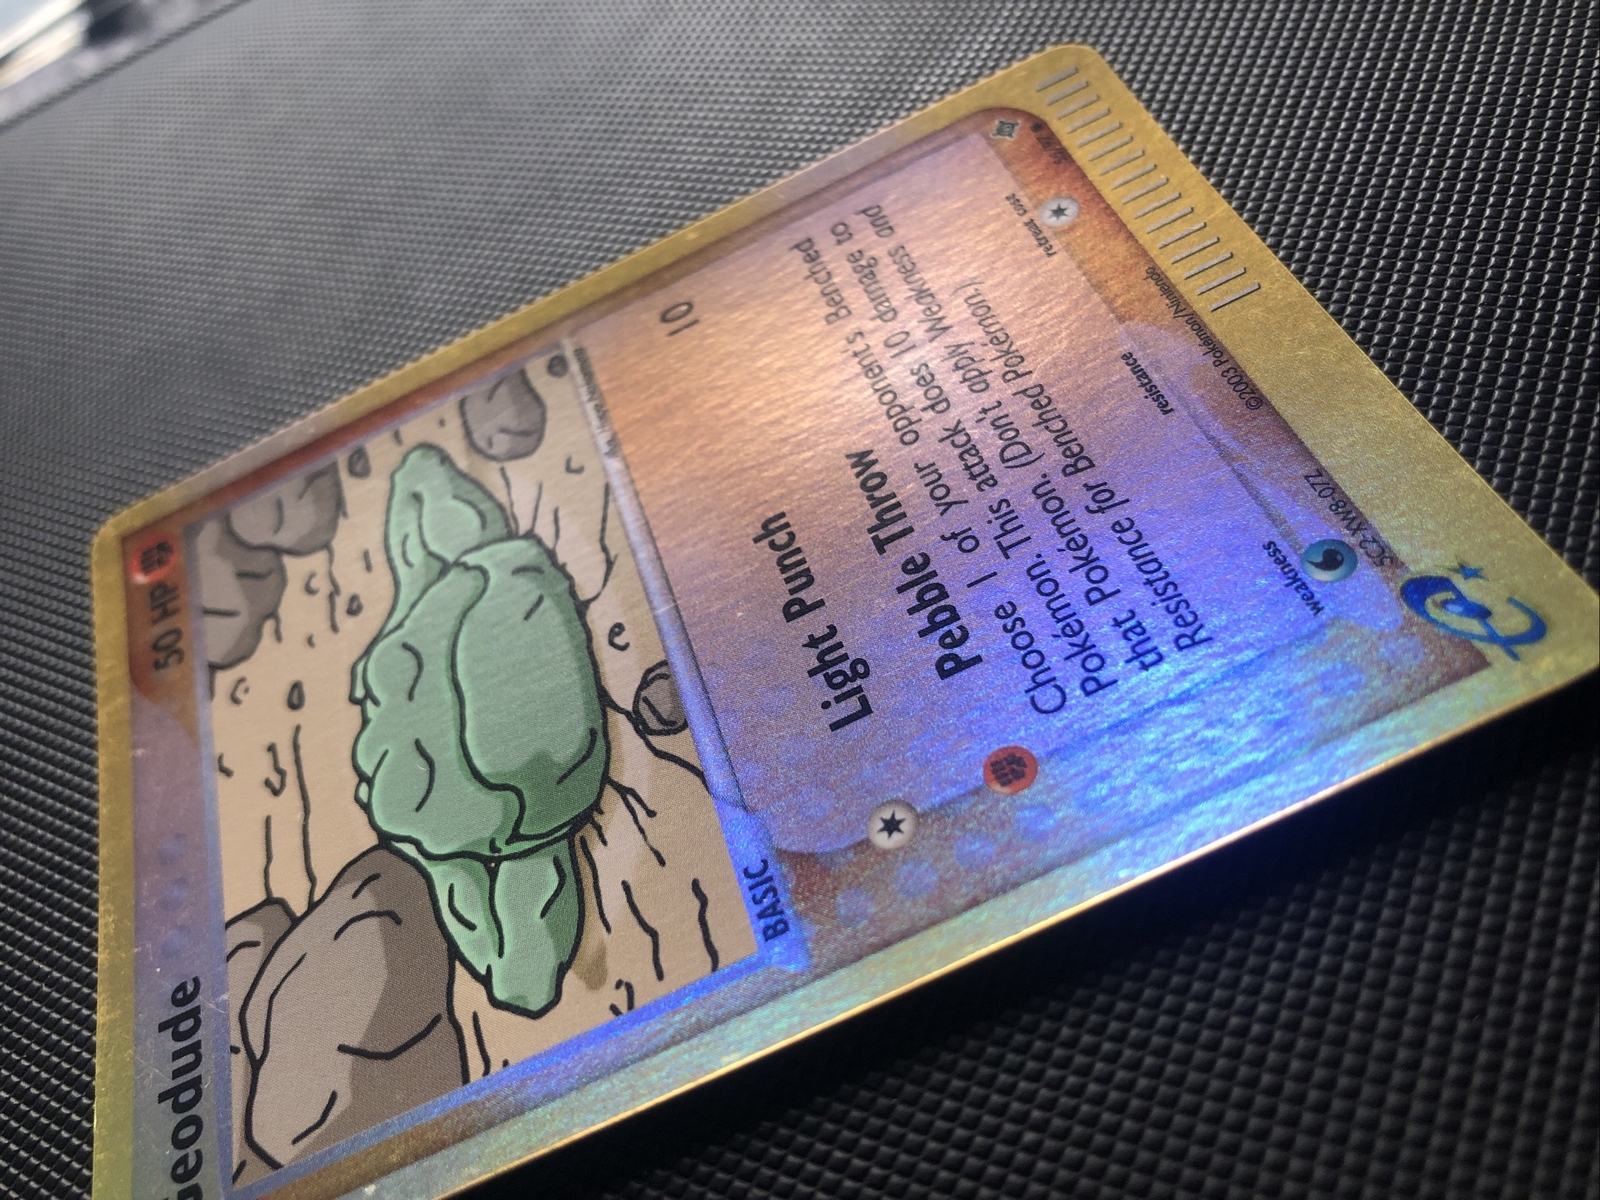 Geodude
50 HP
BASIC
Light Punch
10
Pebble Throw
Choose 1 of your opponent's Benched
Pokémon. This attack does 10 damage to
that Pokémon. (Don't apply Weakness and
Resistance for Benched Pokémon.)
weakness
resistance
retreat cost
©2003 Pokémon/Nintendo